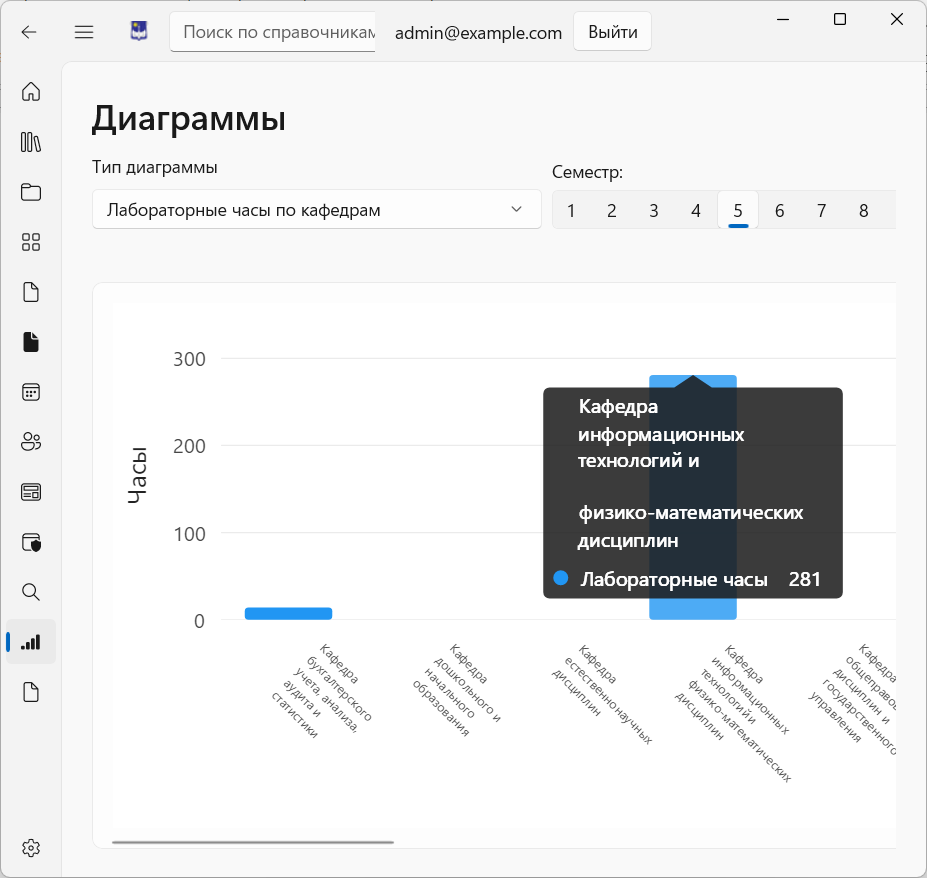 Поиск по справочникам
admin@example.com
Выйти
Диаграммы
Тип диаграммы
Семестр:
Лабораторные часы по кафедрам
1 2 3 4 5 6 7 8
Часы
300
200
100
0
Кафедра
информационных
технологий и
физико-математических
дисциплин
Лабораторные часы 281
Кафедра
бухгалтерского
учета, анализа,
аудита и
статистики
Кафедра
дошкольного и
начального
образования
Кафедра
естественнонаучных
дисциплин
Кафедра
информационных
технологий и
физико-математических
дисциплин
Кафедра
общеправов
дисциплин и
государственного
управления